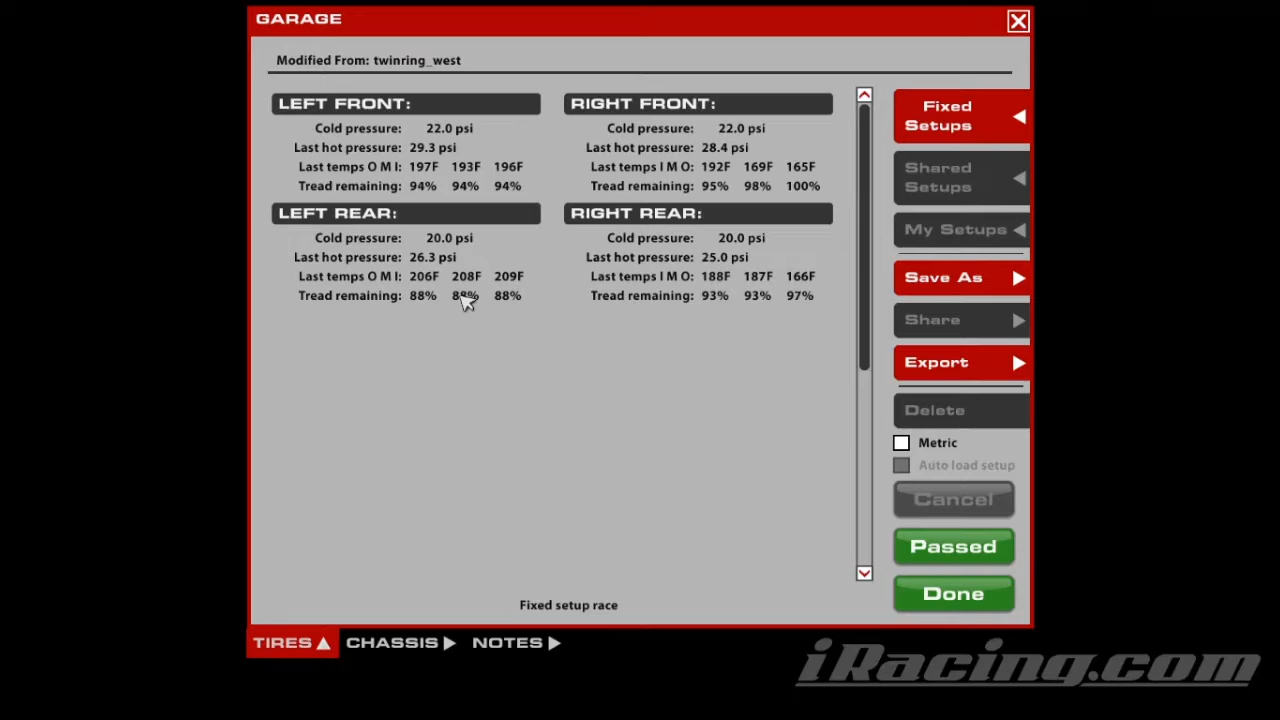 GARAGE
Modified From: twinring_west
LEFT FRONT:
Cold pressure: 22.0 psi
Last hot pressure: 29.3 psi
Last temps O M I: 197F 193F 196F
Tread remaining: 94% 94% 94%
RIGHT FRONT:
Cold pressure: 22.0 psi
Last hot pressure: 28.4 psi
Last temps I M O: 192F 169F 165F
Tread remaining: 95% 98% 100%
LEFT REAR:
Cold pressure: 20.0 psi
Last hot pressure: 26.3 psi
Last temps O M I: 206F 208F 209F
Tread remaining: 88% 88% 88%
RIGHT REAR:
Cold pressure: 20.0 psi
Last hot pressure: 25.0 psi
Last temps I M O: 188F 187F 166F
Tread remaining: 93% 93% 97%
Fixed setup race
Fixed
Setups
Shared
Setups
My Setups
Save As
Share
Export
Delete
Metric
Auto load setup
Cancel
Passed
Done
TIRES CHASSIS NOTES
iRacing.com